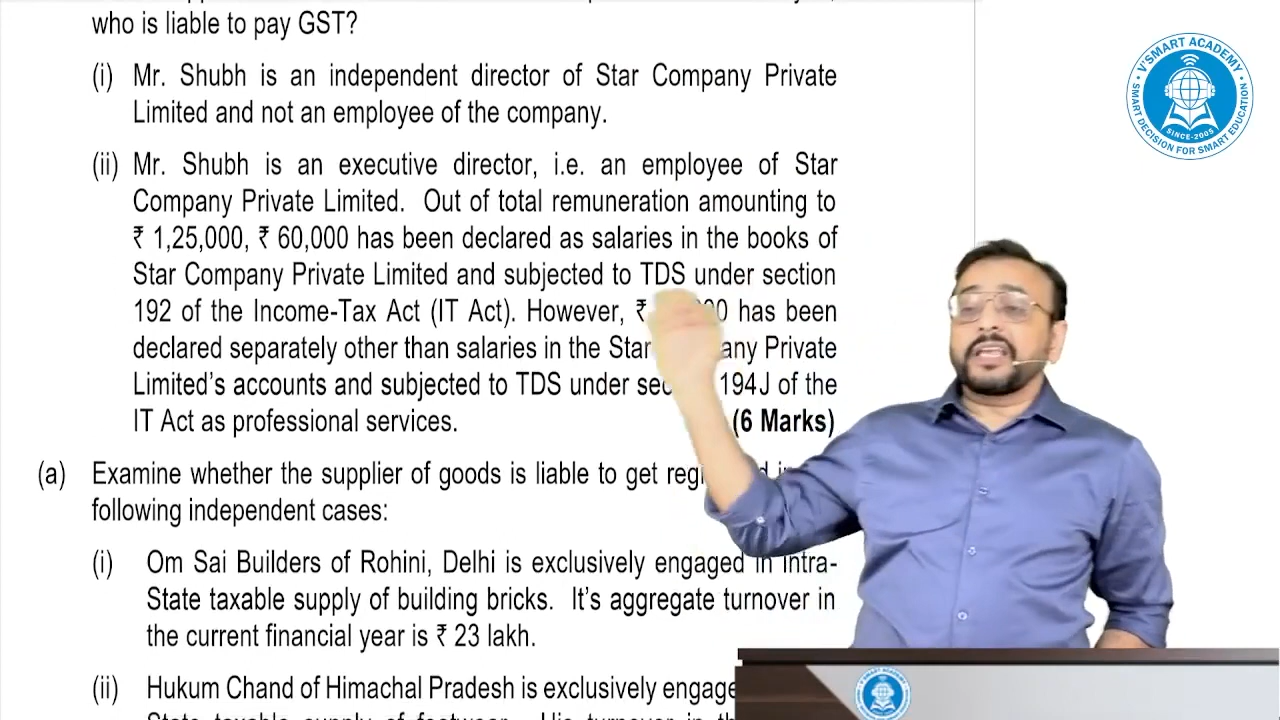 who is liable to pay GST?
(i) Mr. Shubh is an independent director of Star Company Private
Limited and not an employee of the company.
(ii) Mr. Shubh is an executive director, i.e. an employee of Star
Company Private Limited. Out of total remuneration amounting to
₹ 1,25,000, ₹ 60,000 has been declared as salaries in the books of
Star Company Private Limited and subjected to TDS under section
192 of the Income-Tax Act (IT Act). However, ₹ has been
declared separately other than salaries in the Star Private
Limited's accounts and subjected to TDS under 194J of the
IT Act as professional services. (6 Marks)
(a) Examine whether the supplier of goods is liable to get
following independent cases:
(i) Om Sai Builders of Rohini, Delhi is exclusively engaged in intra-
State taxable supply of building bricks. It's aggregate turnover in
the current financial year is ₹ 23 lakh.
(ii) Hukum Chand of Himachal Pradesh is exclusively
State taxable supply of footwear. His turnover in
V'SMART ACADEMY
SINCE-2005
SMART DECISION FOR SMART EDUCATION